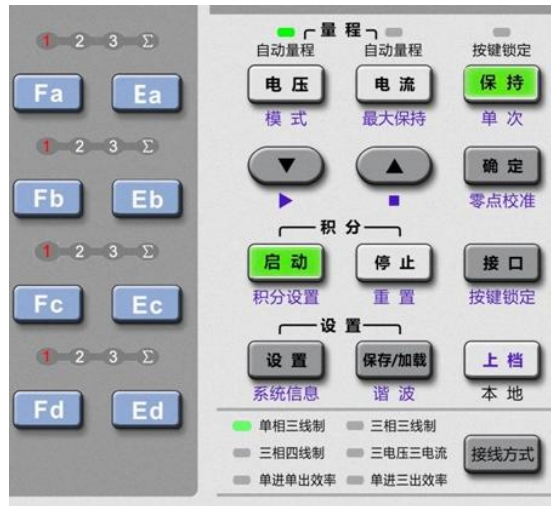 1 2 3 Σ
Fa Ea
1 2 3 Σ
Fb Eb
1 2 3 Σ
Fc Ec
1 2 3 Σ
Fd Ed
量 程
自动量程 自动量程 按键锁定
电 压 电 流 保 持
模 式 最大保持 单 次
确 定
零点校准
积 分
启 动 停 止 接 口
积分设置 重 置 按键锁定
设 置
设 置 保存/加载 上 档
系统信息 谐 波 本 地
单相三线制 三相三线制
三相四线制 三电压三电流 接线方式
单进单出效率 单进三出效率